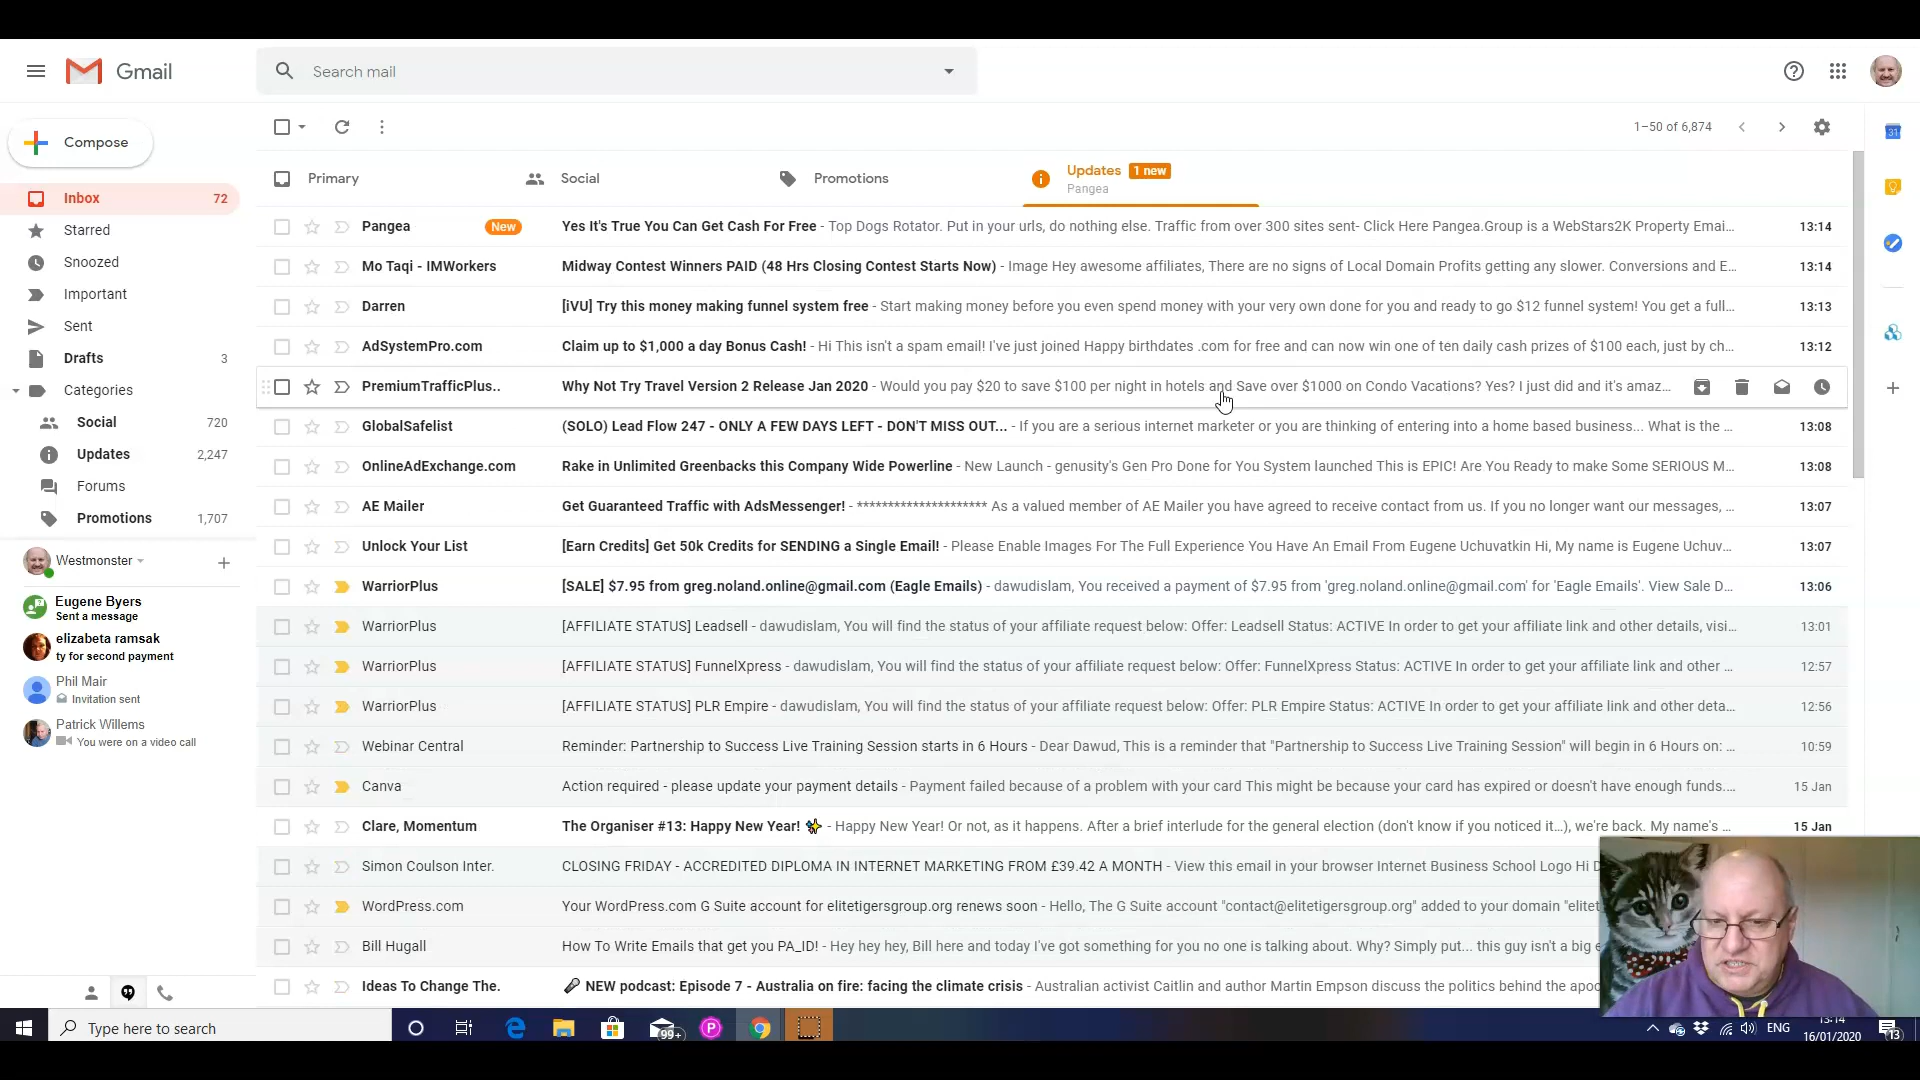 Gmail
Search mail
Compose
1–50 of 6,874
Primary
Social
Promotions
Updates 1 new
Pangea
Inbox 72
Starred
Snoozed
Important
Sent
Drafts 3
Categories
Social 720
Updates 2,247
Forums
Promotions 1,707
Westmonster
Eugene Byers
Sent a message
elizabeta ramsak
ty for second payment
Phil Mair
Invitation sent
Patrick Willems
You were on a video call
Pangea New Yes It's True You Can Get Cash For Free - Top Dogs Rotator. Put in your urls, do nothing else. Traffic from over 300 sites sent- Click Here Pangea.Group is a WebStars2K Property Emai... 13:14
Mo Taqi - IMWorkers Midway Contest Winners PAID (48 Hrs Closing Contest Starts Now) - Image Hey awesome affiliates, There are no signs of Local Domain Profits getting any slower. Conversions and E... 13:14
Darren [iVU] Try this money making funnel system free - Start making money before you even spend money with your very own done for you and ready to go $12 funnel system! You get a full... 13:13
AdSystemPro.com Claim up to $1,000 a day Bonus Cash! - Hi This isn't a spam email! I've just joined Happy birthdates .com for free and can now win one of ten daily cash prizes of $100 each, just by ch... 13:12
PremiumTrafficPlus.. Why Not Try Travel Version 2 Release Jan 2020 - Would you pay $20 to save $100 per night in hotels and Save over $1000 on Condo Vacations? Yes? I just did and it's amaz...
GlobalSafelist (SOLO) Lead Flow 247 - ONLY A FEW DAYS LEFT - DON'T MISS OUT... - If you are a serious internet marketer or you are thinking of entering into a home based business... What is the ... 13:08
OnlineAdExchange.com Rake in Unlimited Greenbacks this Company Wide Powerline - New Launch - genusity's Gen Pro Done for You System launched This is EPIC! Are You Ready to make Some SERIOUS M... 13:08
AE Mailer Get Guaranteed Traffic with AdsMessenger! - ********************* As a valued member of AE Mailer you have agreed to receive contact from us. If you no longer want our messages, ... 13:07
Unlock Your List [Earn Credits] Get 50k Credits for SENDING a Single Email! - Please Enable Images For The Full Experience You Have An Email From Eugene Uchuvatkin Hi, My name is Eugene Uchuv... 13:07
WarriorPlus [SALE] $7.95 from greg.noland.online@gmail.com (Eagle Emails) - dawudislam, You received a payment of $7.95 from 'greg.noland.online@gmail.com' for 'Eagle Emails'. View Sale D... 13:06
WarriorPlus [AFFILIATE STATUS] Leadsell - dawudislam, You will find the status of your affiliate request below: Offer: Leadsell Status: ACTIVE In order to get your affiliate link and other details, visi... 13:01
WarriorPlus [AFFILIATE STATUS] FunnelXpress - dawudislam, You will find the status of your affiliate request below: Offer: FunnelXpress Status: ACTIVE In order to get your affiliate link and other ... 12:57
WarriorPlus [AFFILIATE STATUS] PLR Empire - dawudislam, You will find the status of your affiliate request below: Offer: PLR Empire Status: ACTIVE In order to get your affiliate link and other deta... 12:56
Webinar Central Reminder: Partnership to Success Live Training Session starts in 6 Hours - Dear Dawud, This is a reminder that "Partnership to Success Live Training Session" will begin in 6 Hours on: ... 10:59
Canva Action required - please update your payment details - Payment failed because of a problem with your card This might be because your card has expired or doesn't have enough funds.... 15 Jan
Clare, Momentum The Organiser #13: Happy New Year! ✨ - Happy New Year! Or not, as it happens. After a brief interlude for the general election (don't know if you noticed it...), we're back. My name's ... 15 Jan
Simon Coulson Inter. CLOSING FRIDAY - ACCREDITED DIPLOMA IN INTERNET MARKETING FROM £39.42 A MONTH - View this email in your browser Internet Business School Logo Hi D
WordPress.com Your WordPress.com G Suite account for elitetigersgroup.org renews soon - Hello, The G Suite account "contact@elitetigersgroup.org" added to your domain "elitet
Bill Hugall How To Write Emails that get you PA_ID! - Hey hey hey, Bill here and today I've got something for you no one is talking about. Why? Simply put... this guy isn't a big e
Ideas To Change The. 🎤 NEW podcast: Episode 7 - Australia on fire: facing the climate crisis - Australian activist Caitlin and author Martin Empson discuss the politics behind the apoc
Type here to search
99+
ENG
13:14
16/01/2020
13